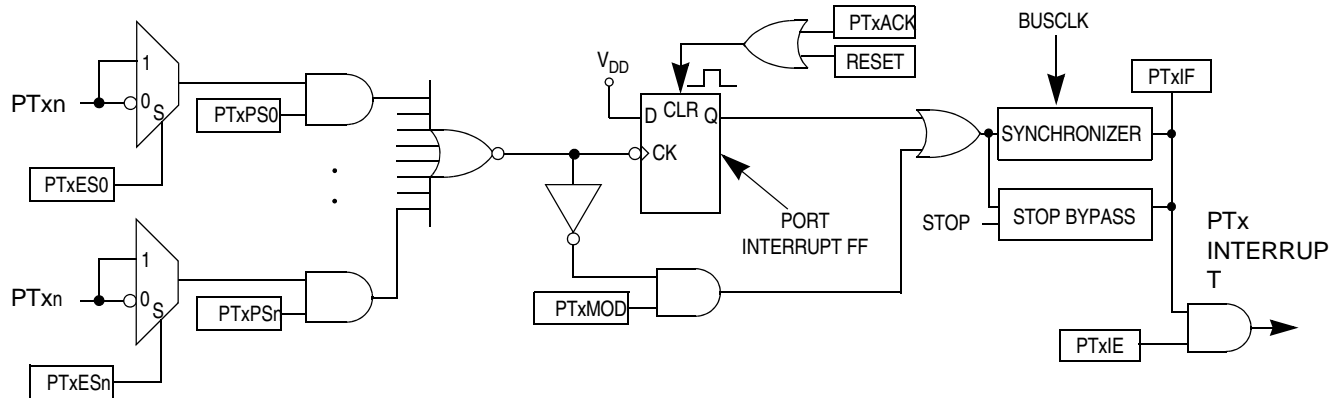 PTxn
1
0
S
PTxPS0
PTxES0
PTxn
1
0
S
PTxPSn
PTxESn
V_DD
D
CLR
Q
CK
PTxACK
RESET
PORT
INTERRUPT FF
PTxMOD
BUSCLK
SYNCHRONIZER
STOP
STOP BYPASS
PTxIF
PTx
INTERRUP
T
PTxIE